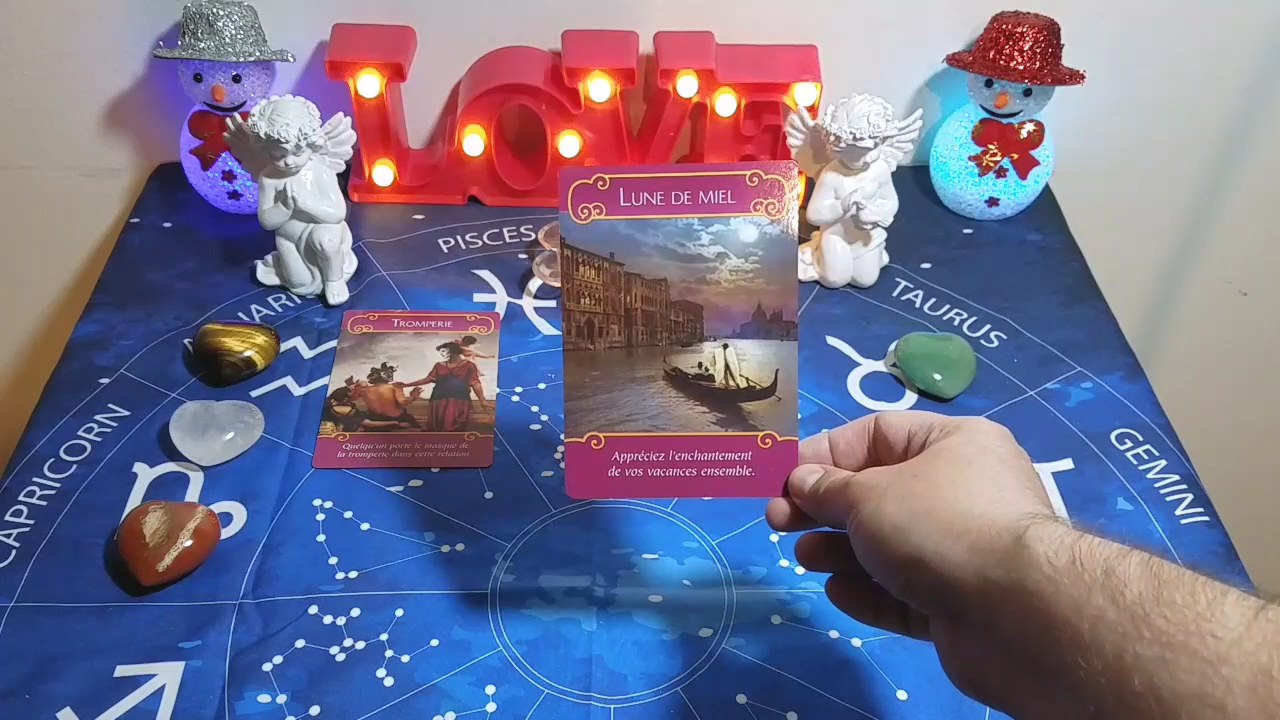 LOVE
PISCES
TAURUS
CAPRICORN
GEMINI
TROMPERIE
Quelqu'un porte le masque de
la tromperie dans cette relation.
LUNE DE MIEL
Appréciez l'enchantement
de vos vacances ensemble.